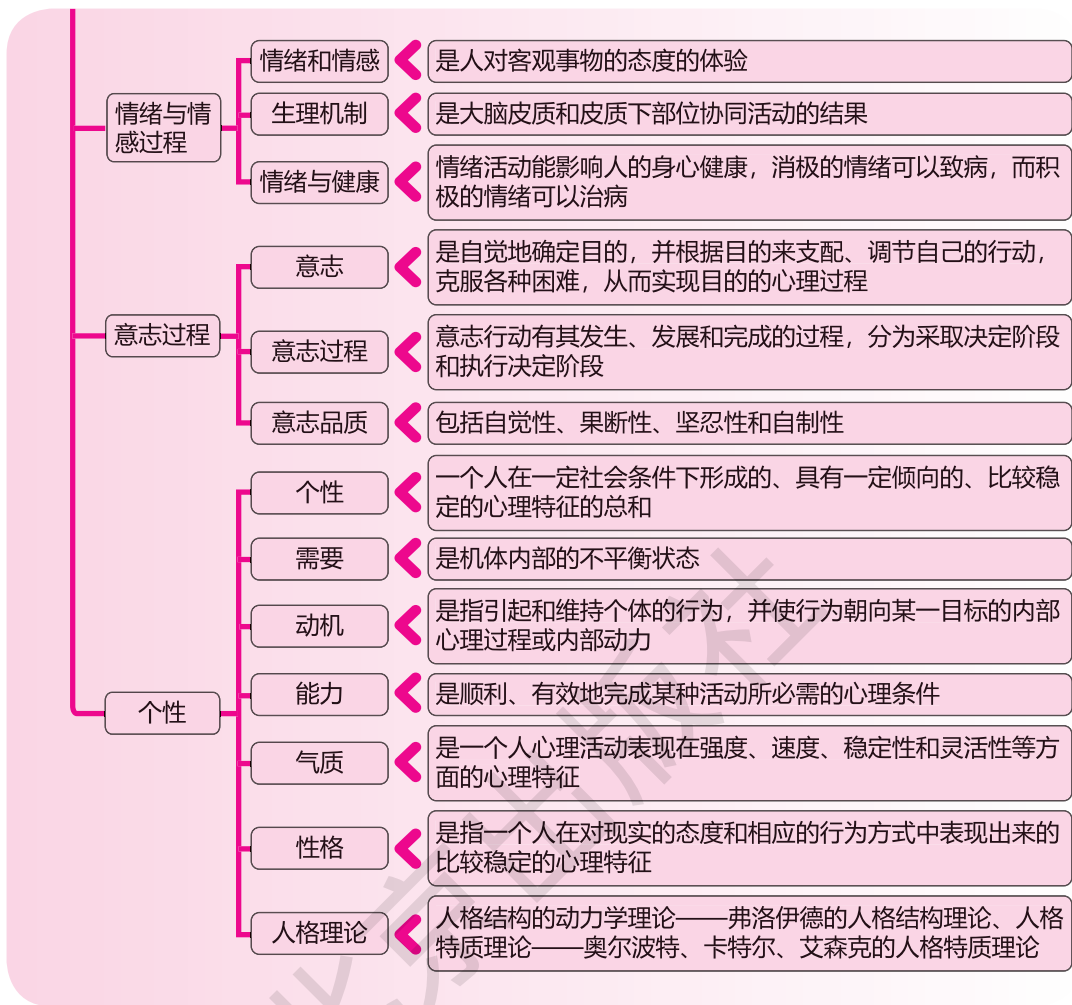 情绪与情
感过程
情绪和情感
是人对客观事物的态度的体验
生理机制
是大脑皮质和皮质下部位协同活动的结果
情绪与健康
情绪活动能影响人的身心健康，消极的情绪可以致病，而积
极的情绪可以治病
意志过程
意志
是自觉地确定目的，并根据目的来支配、调节自己的行动，
克服各种困难，从而实现目的的心理过程
意志过程
意志行动有其发生、发展和完成的过程，分为采取决定阶段
和执行决定阶段
意志品质
包括自觉性、果断性、坚忍性和自制性
个性
个性
一个人在一定社会条件下形成的、具有一定倾向的、比较稳
定的心理特征的总和
需要
是机体内部的不平衡状态
动机
是指引起和维持个体的行为，并使行为朝向某一目标的内部
心理过程或内部动力
能力
是顺利、有效地完成某种活动所必需的心理条件
气质
是一个人心理活动表现在强度、速度、稳定性和灵活性等方
面的心理特征
性格
是指一个人在对现实的态度和相应的行为方式中表现出来的
比较稳定的心理特征
人格理论
人格结构的动力学理论——弗洛伊德的人格结构理论、人格
特质理论——奥尔波特、卡特尔、艾森克的人格特质理论
北京出版社